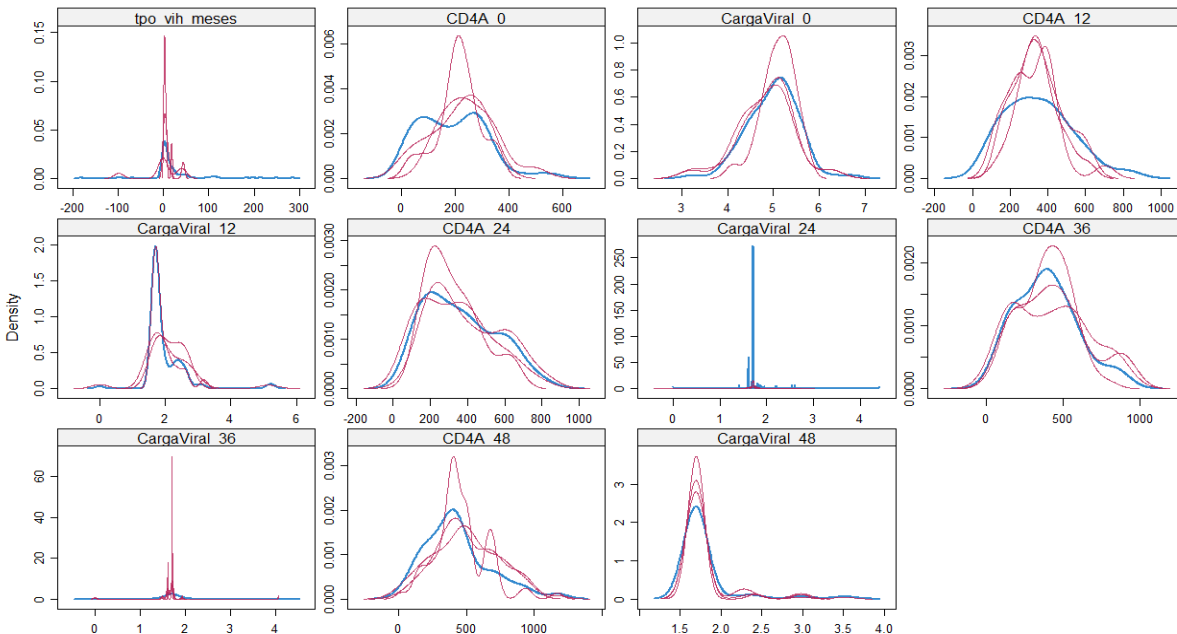 tpo_vih_meses
0.00 0.05 0.10 0.15
-200 -100 0 100 200 300
CD4A_0
0.000 0.002 0.004 0.006
0 200 400 600
CargaViral_0
0.0 0.2 0.4 0.6 0.8 1.0
3 4 5 6 7
CD4A_12
0.000 0.001 0.002 0.003
-200 0 200 400 600 800 1000
CargaViral_12
0.0 0.5 1.0 1.5 2.0
0 2 4 6
CD4A_24
0.0000 0.0010 0.0020 0.0030
-200 0 200 400 600 800 1000
CargaViral_24
0 50 100 150 200 250
0 1 2 3 4
CD4A_36
0.0000 0.0010 0.0020
0 500 1000
CargaViral_36
0 20 40 60
0 1 2 3 4
CD4A_48
0.000 0.001 0.002 0.003
0 500 1000
CargaViral_48
0 1 2 3
1.5 2.0 2.5 3.0 3.5 4.0
Density